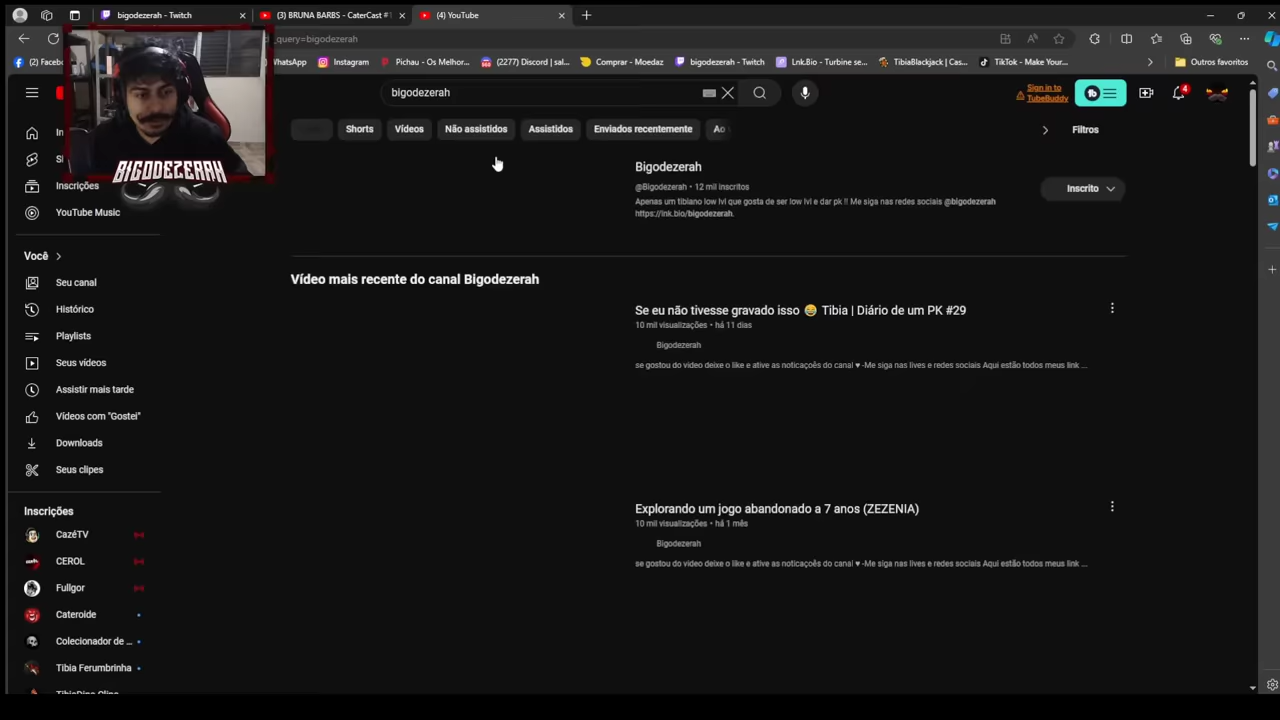 bigodezerah - Twitch
(3) BRUNA BARBS - CaterCast #1
(4) YouTube
_query=bigodezerah
(2) Faceb
WhatsApp
Instagram
Pichau - Os Melhor...
(2277) Discord | sal...
Comprar - Moedaz
bigodezerah - Twitch
Lnk.Bio - Turbine se...
TibiaBlackjack | Cas...
TikTok - Make Your...
Outros favoritos
bigodezerah
Sign in to
TubeBuddy
4
Shorts
Vídeos
Não assistidos
Assistidos
Enviados recentemente
Ao
Filtros
BIGODEZERAH
In
Sh
Inscrições
YouTube Music
Você
Seu canal
Histórico
Playlists
Seus vídeos
Assistir mais tarde
Vídeos com "Gostei"
Downloads
Seus clipes
Inscrições
CazéTV
CEROL
Fullgor
Cateroide
Colecionador de ...
Tibia Ferumbrinha
Bigodezerah
@Bigodezerah • 12 mil inscritos
Apenas um tibiano low lvl que gosta de ser low lvl e dar pk !! Me siga nas redes sociais @bigodezerah
https://lnk.bio/bigodezerah.
Inscrito
Vídeo mais recente do canal Bigodezerah
Se eu não tivesse gravado isso 😂 Tibia | Diário de um PK #29
10 mil visualizações • há 11 dias
Bigodezerah
se gostou do video deixe o like e ative as noticações do canal ♥ -Me siga nas lives e redes sociais Aqui estão todos meus link ...
Explorando um jogo abandonado a 7 anos (ZEZENIA)
10 mil visualizações • há 1 mês
Bigodezerah
se gostou do video deixe o like e ative as noticações do canal ♥ -Me siga nas lives e redes sociais Aqui estão todos meus link ...